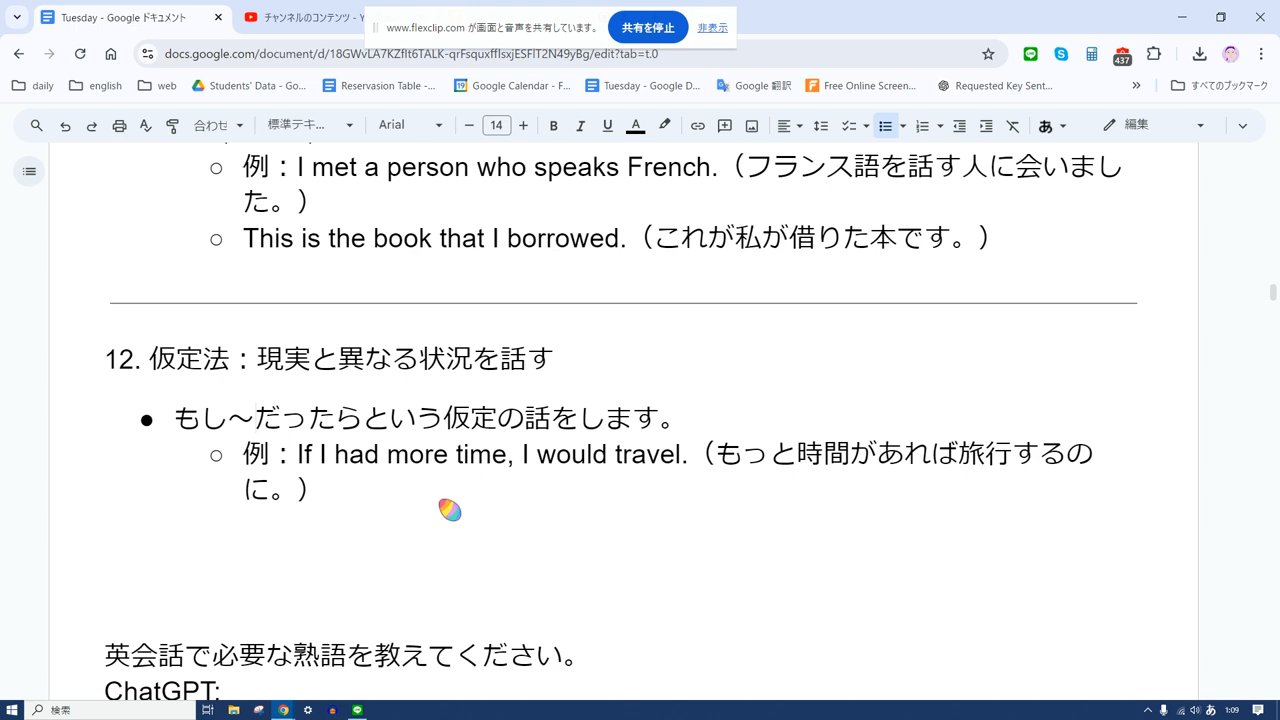 Tuesday - Google ドキュメント
チャンネルのコンテンツ - Y
www.flexclip.com が画面と音声を共有しています。
共有を停止
非表示
437
daily
english
web
Students' Data - Go...
Reservasion Table -...
Google Calendar - F...
Tuesday - Google D...
Google 翻訳
Free Online Screen...
Requested Key Sent...
すべてのブックマーク
合わせ
標準テキ...
Arial
14
編集
例：I met a person who speaks French.（フランス語を話す人に会いまし
た。）
This is the book that I borrowed.（これが私が借りた本です。）
12. 仮定法：現実と異なる状況を話す
もし～だったらという仮定の話をします。
例：If I had more time, I would travel.（もっと時間があれば旅行するの
に。）
英会話で必要な熟語を教えてください。
ChatGPT:
検索
あ 1:09